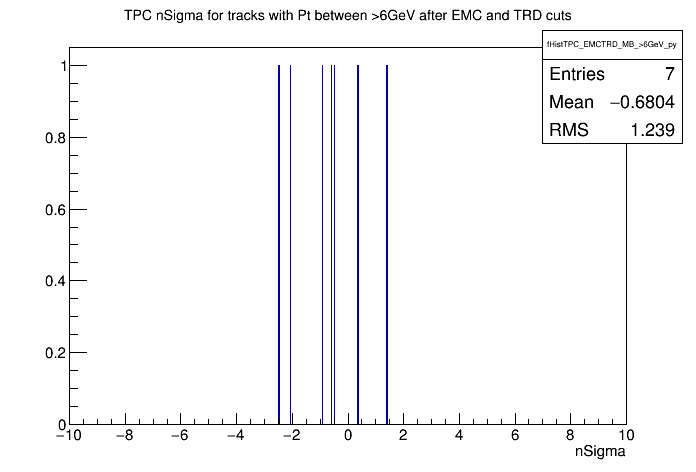 TPC nSigma for tracks with Pt between >6GeV after EMC and TRD cuts
fHistTPC_EMCTRD_MB_>6GeV_py
Entries 7
Mean −0.6804
RMS 1.239
1
0.8
0.6
0.4
0.2
0
−10 −8 −6 −4 −2 0 2 4 6 8 10
nSigma